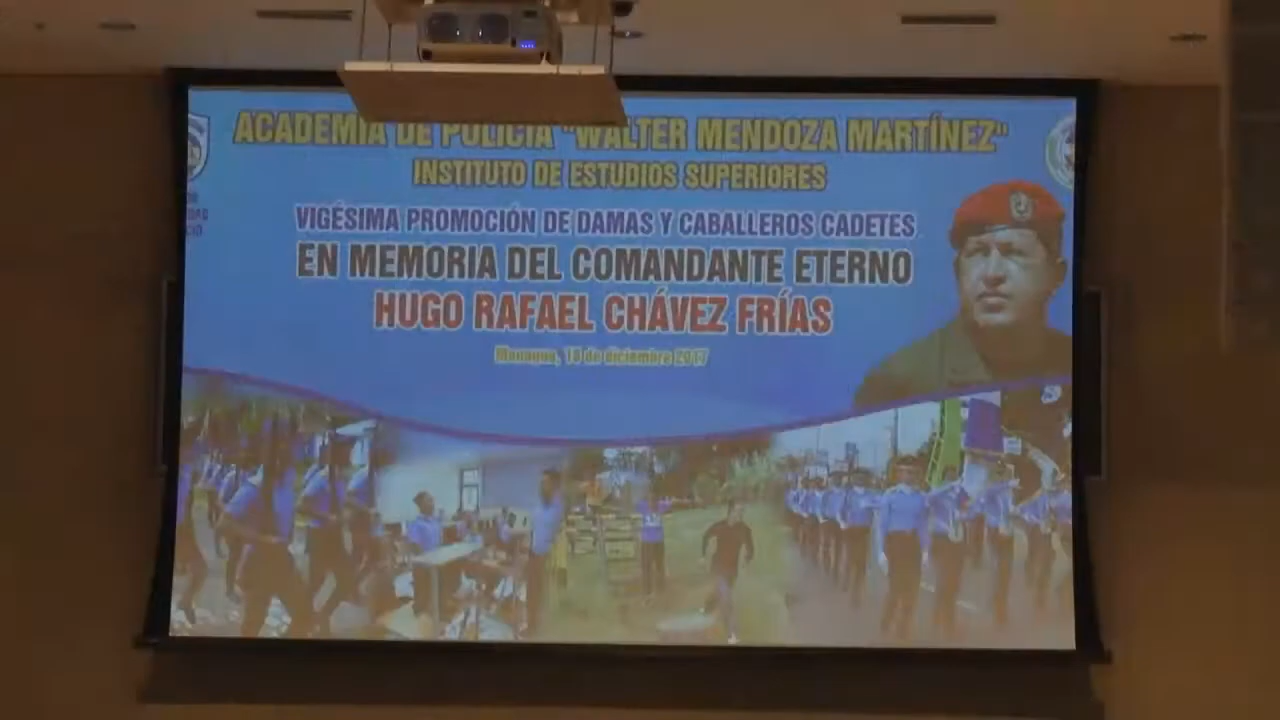 ACADEMIA DE POLICÍA "WALTER MENDOZA MARTÍNEZ"
INSTITUTO DE ESTUDIOS SUPERIORES
VIGÉSIMA PROMOCIÓN DE DAMAS Y CABALLEROS CADETES
EN MEMORIA DEL COMANDANTE ETERNO
HUGO RAFAEL CHÁVEZ FRÍAS
Managua, 18 de diciembre 2017